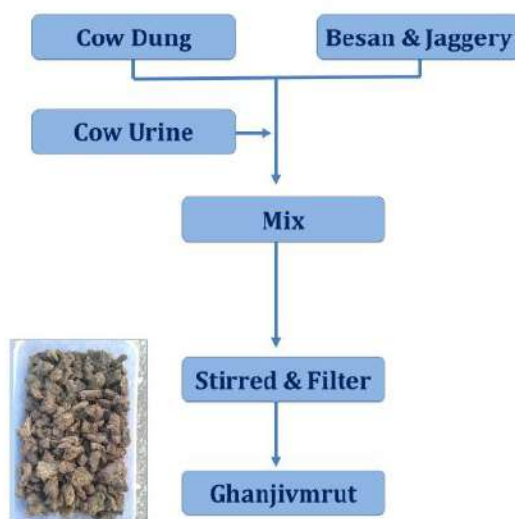 Cow Dung
Besan & Jaggery
Cow Urine
Mix
Stirred & Filter
Ghanjivmrut